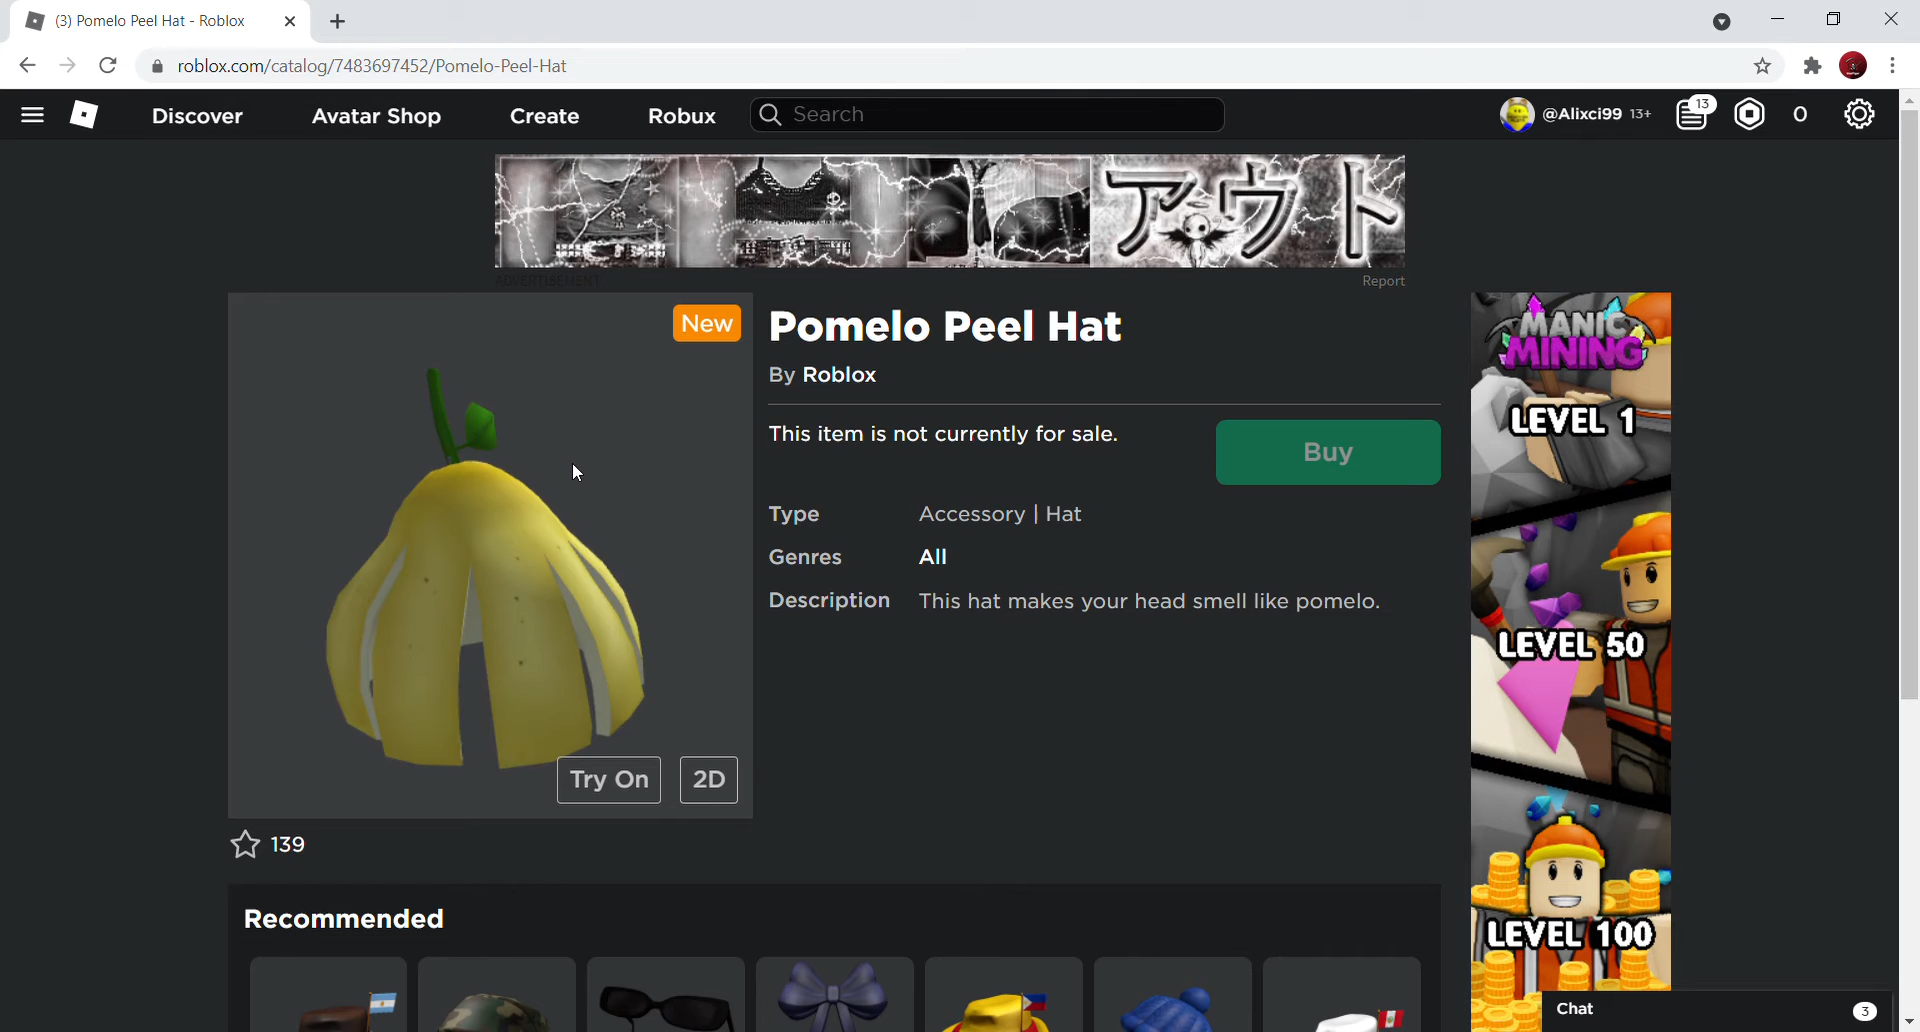 (3) Pomelo Peel Hat - Roblox
roblox.com/catalog/7483697452/Pomelo-Peel-Hat
Discover
Avatar Shop
Create
Robux
Search
@Alixci99 13+
13
0
アウト
ADVERTISEMENT
Report
New
Pomelo Peel Hat
By Roblox
This item is not currently for sale.
Buy
Type
Accessory | Hat
Genres
All
Description
This hat makes your head smell like pomelo.
Try On
2D
139
MANIC
MINING
LEVEL 1
LEVEL 50
LEVEL 100
Recommended
Chat
3